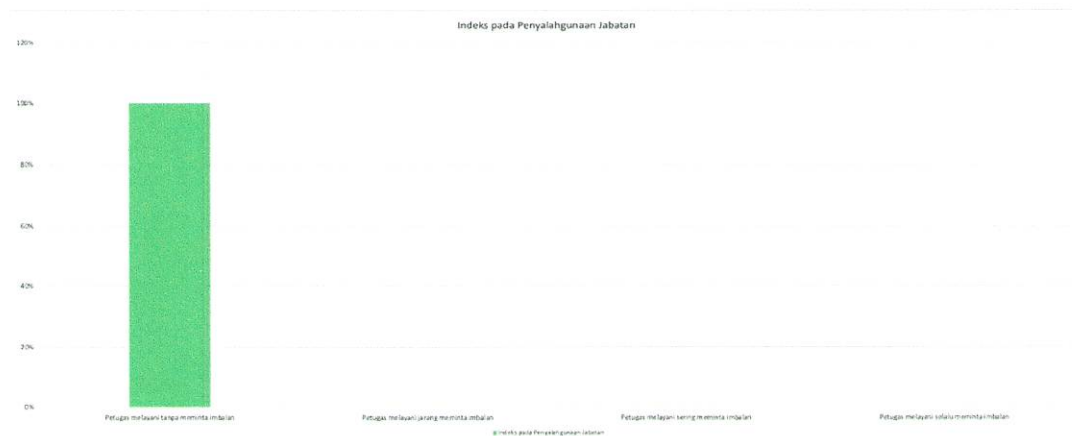 Indeks pada Penyalahgunaan Jabatan
120%
100%
80%
60%
40%
20%
0%
Petugas melayani tanpa meminta imbalan
Petugas melayani jarang meminta imbalan
Petugas melayani sering meminta imbalan
Petugas melayani selalu meminta imbalan
Indeks pada Penyalahgunaan Jabatan